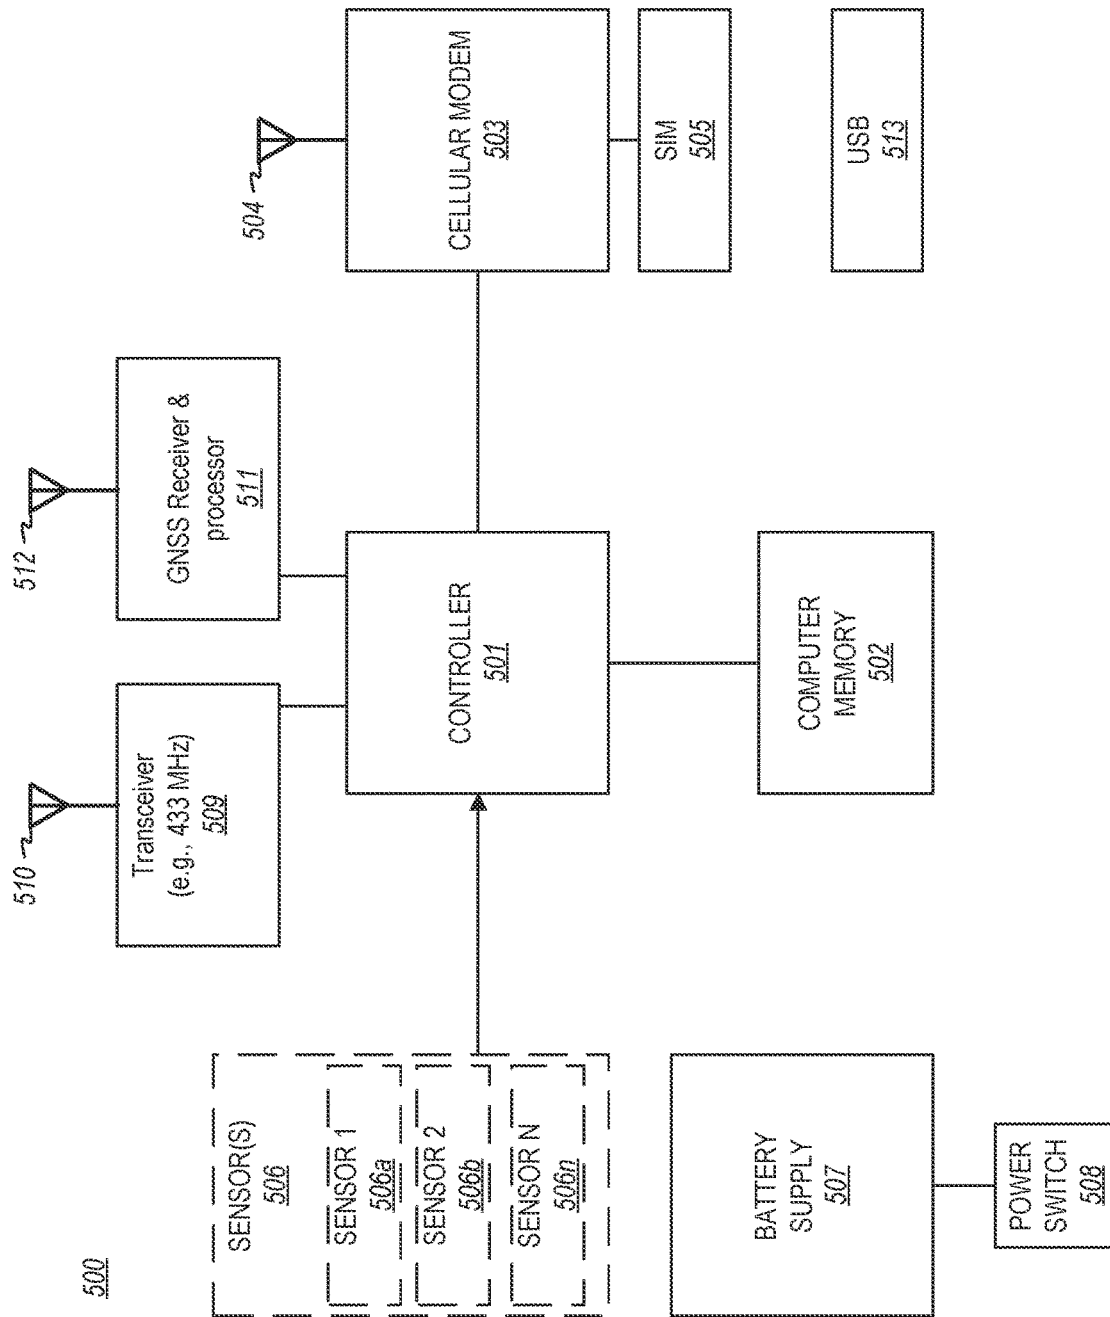 500
SENSOR(S)
506
SENSOR 1
506a
SENSOR 2
506b
SENSOR N
506n
BATTERY
SUPPLY
507
POWER
SWITCH
508
510
Transceiver
(e.g., 433 MHz)
509
512
GNSS Receiver &
processor
511
CONTROLLER
501
COMPUTER
MEMORY
502
504
CELLULAR MODEM
503
SIM
505
USB
513